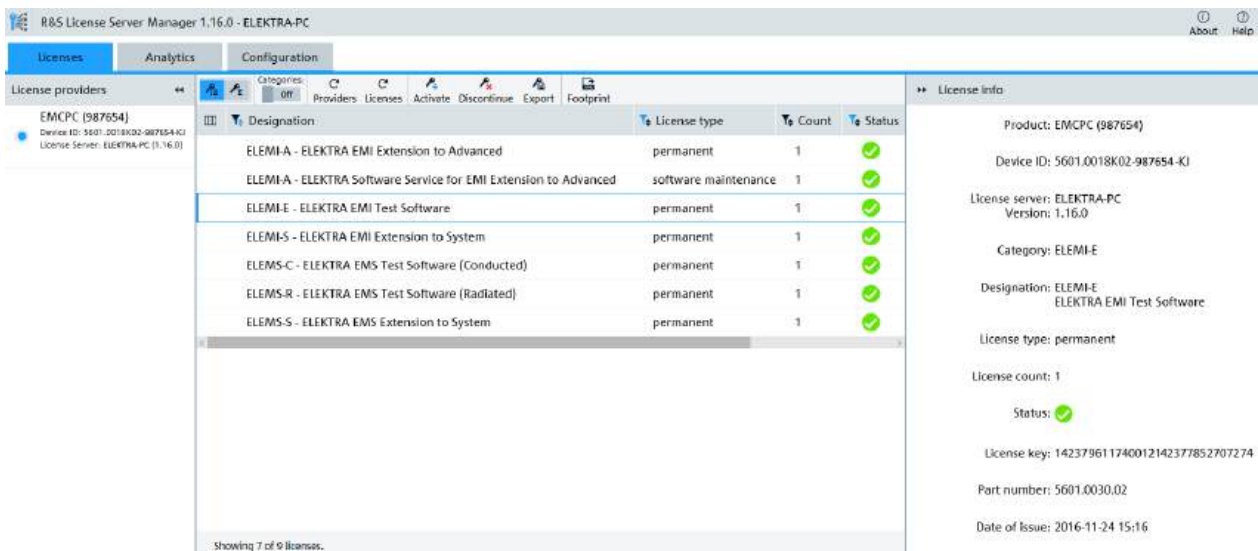 R&S License Server Manager 1.16.0 - ELEKTRA-PC
About Help
Licenses Analytics Configuration
License providers
EMCPC (987654)
Device ID: 5601.0018K02-987654-KJ
License Server: ELEKTRA-PC (1.16.0)
Categories
Off
Providers Licenses Activate Discontinue Export Footprint
Designation License type Count Status
ELEMI-A - ELEKTRA EMI Extension to Advanced permanent 1
ELEMI-A - ELEKTRA Software Service for EMI Extension to Advanced software maintenance 1
ELEMI-E - ELEKTRA EMI Test Software permanent 1
ELEMI-S - ELEKTRA EMI Extension to System permanent 1
ELEMS-C - ELEKTRA EMS Test Software (Conducted) permanent 1
ELEMS-R - ELEKTRA EMS Test Software (Radiated) permanent 1
ELEMS-S - ELEKTRA EMS Extension to System permanent 1
Showing 7 of 9 licenses.
License info
Product: EMCPC (987654)
Device ID: 5601.0018K02-987654-KJ
License server: ELEKTRA-PC
Version: 1.16.0
Category: ELEMI-E
Designation: ELEMI-E
ELEKTRA EMI Test Software
License type: permanent
License count: 1
Status:
License key: 142379611740012142377852707274
Part number: 5601.0030.02
Date of issue: 2016-11-24 15:16